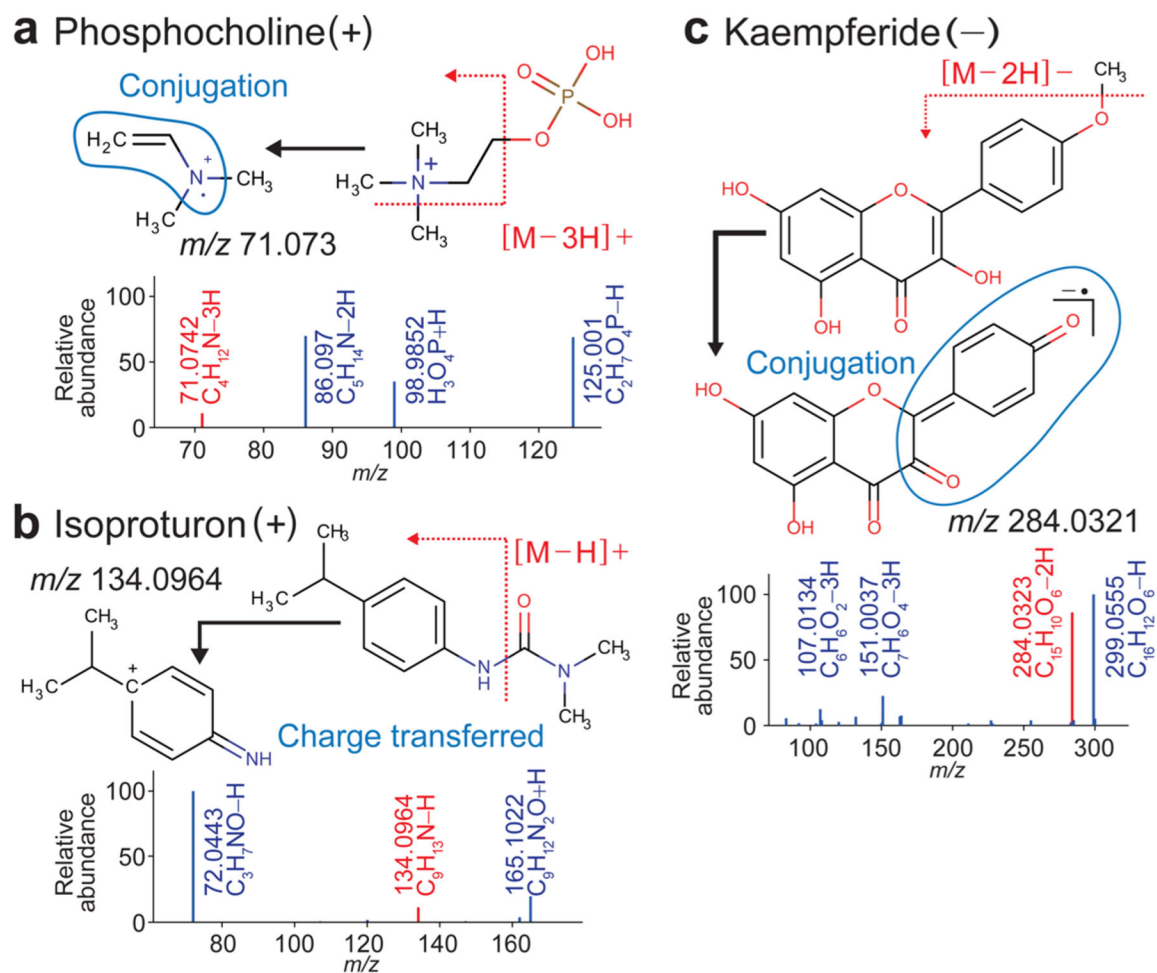 a Phosphocholine(+)
Conjugation
H₂C
N
+
•
CH₃
H₃C
m/z 71.073
CH₃
H₃C
N
+
CH₃
O
P
O
OH
OH
[M−3H]+
Relative
abundance
100
50
0
71.0742
C₄H₁₂N−3H
86.097
C₅H₁₄N−2H
98.9852
H₃O₄P+H
125.001
C₂H₇O₄P−H
70
80
90
100
110
120
m/z
b Isoproturon(+)
m/z 134.0964
CH₃
H₃C
+
NH
CH₃
H₃C
N
H
O
N
CH₃
CH₃
[M−H]+
Charge transferred
Relative
abundance
100
50
0
72.0443
C₃H₇NO−H
134.0964
C₉H₁₃N−H
165.1022
C₉H₁₂N₂O+H
80
100
120
140
160
m/z
c Kaempferide(−)
[M−2H]−
CH₃
O
HO
O
OH
O
OH
Conjugation
−•
O
HO
O
O
O
OH
m/z 284.0321
Relative
abundance
100
50
0
107.0134
C₆H₆O₂−3H
151.0037
C₇H₆O₄−3H
284.0323
C₁₅H₁₀O₆−2H
299.0555
C₁₆H₁₂O₆−H
100
150
200
250
300
m/z